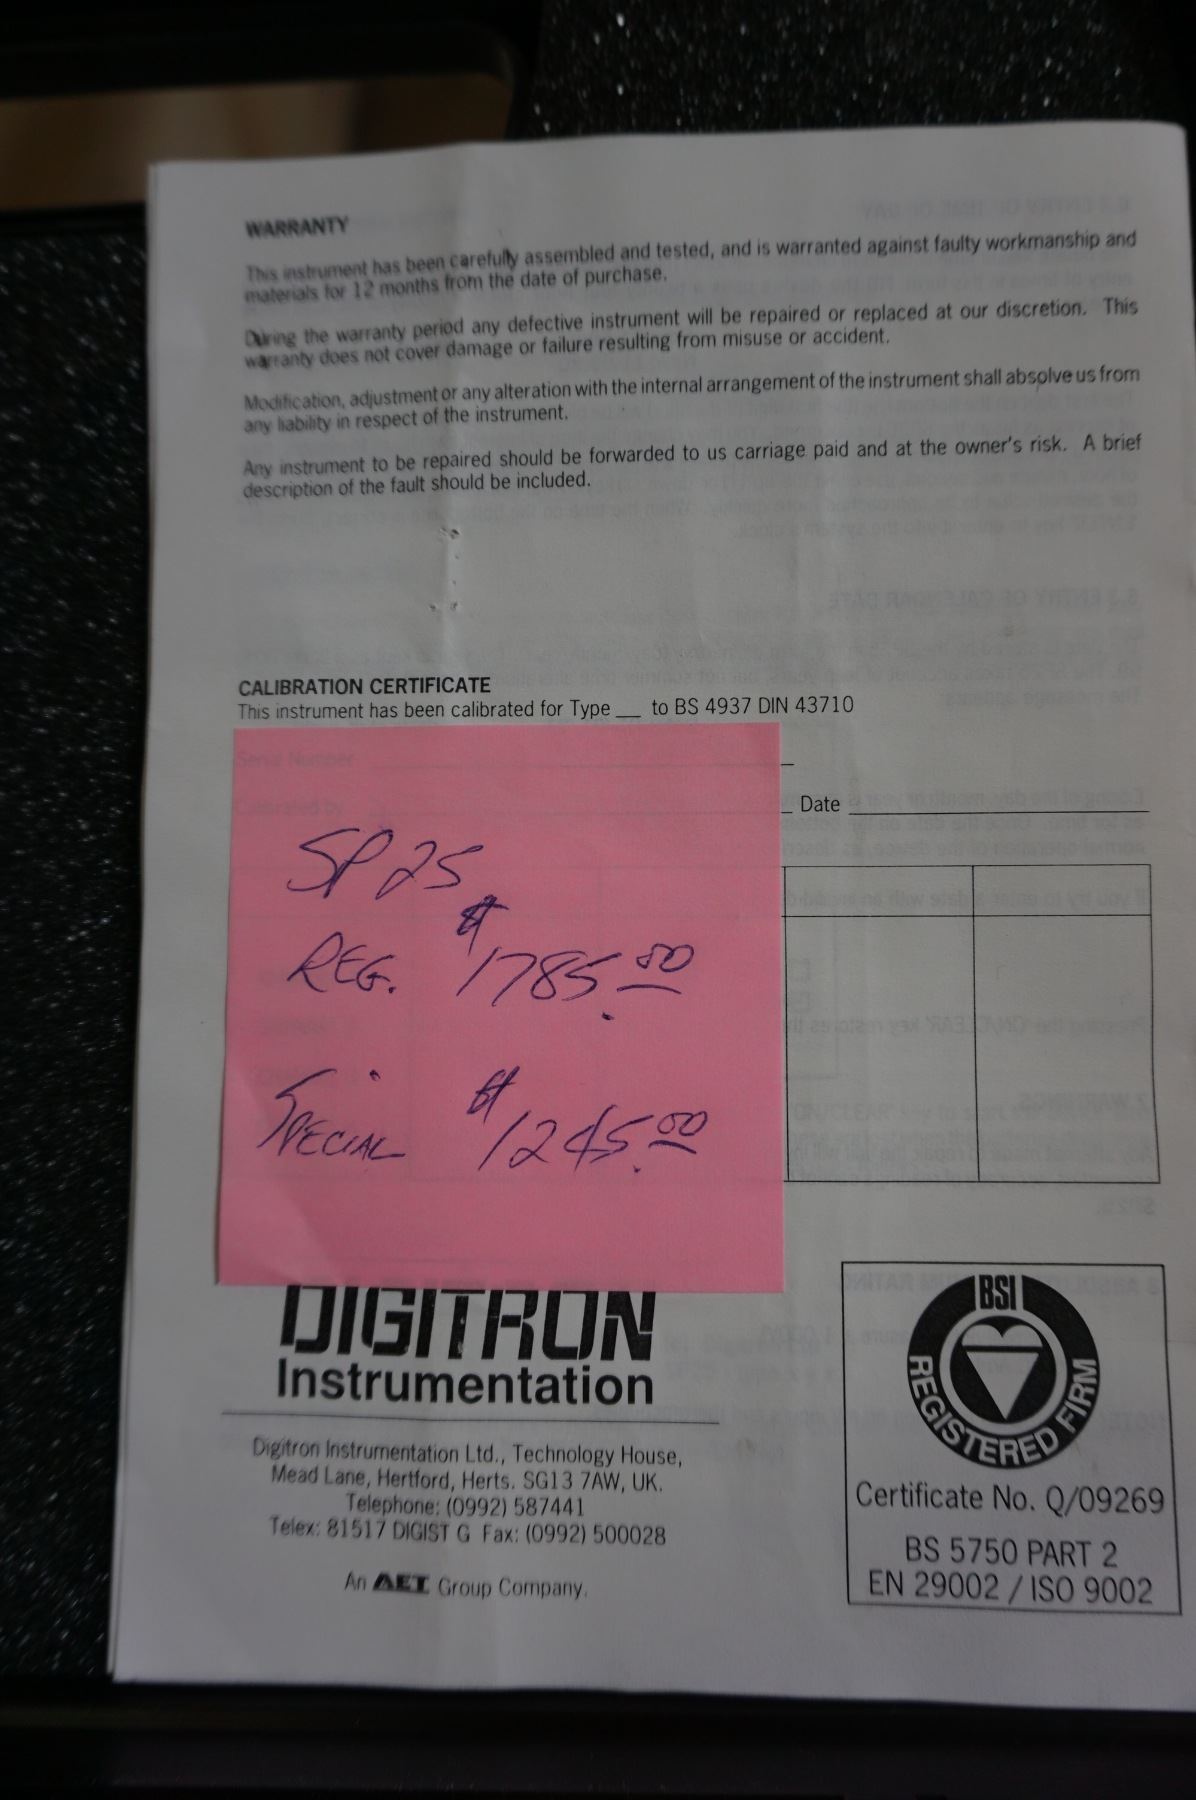 WARRANTY
This instrument has been carefully assembled and tested, and is warranted against faulty workmanship and
materials for 12 months from the date of purchase.
During the warranty period any defective instrument will be repaired or replaced at our discretion. This
warranty does not cover damage or failure resulting from misuse or accident.
Modification, adjustment or any alteration with the internal arrangement of the instrument shall absolve us from
any liability in respect of the instrument.
Any instrument to be repaired should be forwarded to us carriage paid and at the owner's risk. A brief
description of the fault should be included.
CALIBRATION CERTIFICATE
This instrument has been calibrated for Type __ to BS 4937 DIN 43710
Serial Number
Calibrated by
Date
SP25
REG. $1785.00
SPECIAL $1245.00
DIGITRON
Instrumentation
Digitron Instrumentation Ltd., Technology House,
Mead Lane, Hertford, Herts. SG13 7AW, UK.
Telephone: (0992) 587441
Telex: 81517 DIGIST G Fax: (0992) 500028
An AET Group Company.
BSI
REGISTERED FIRM
Certificate No. Q/09269
BS 5750 PART 2
EN 29002 / ISO 9002